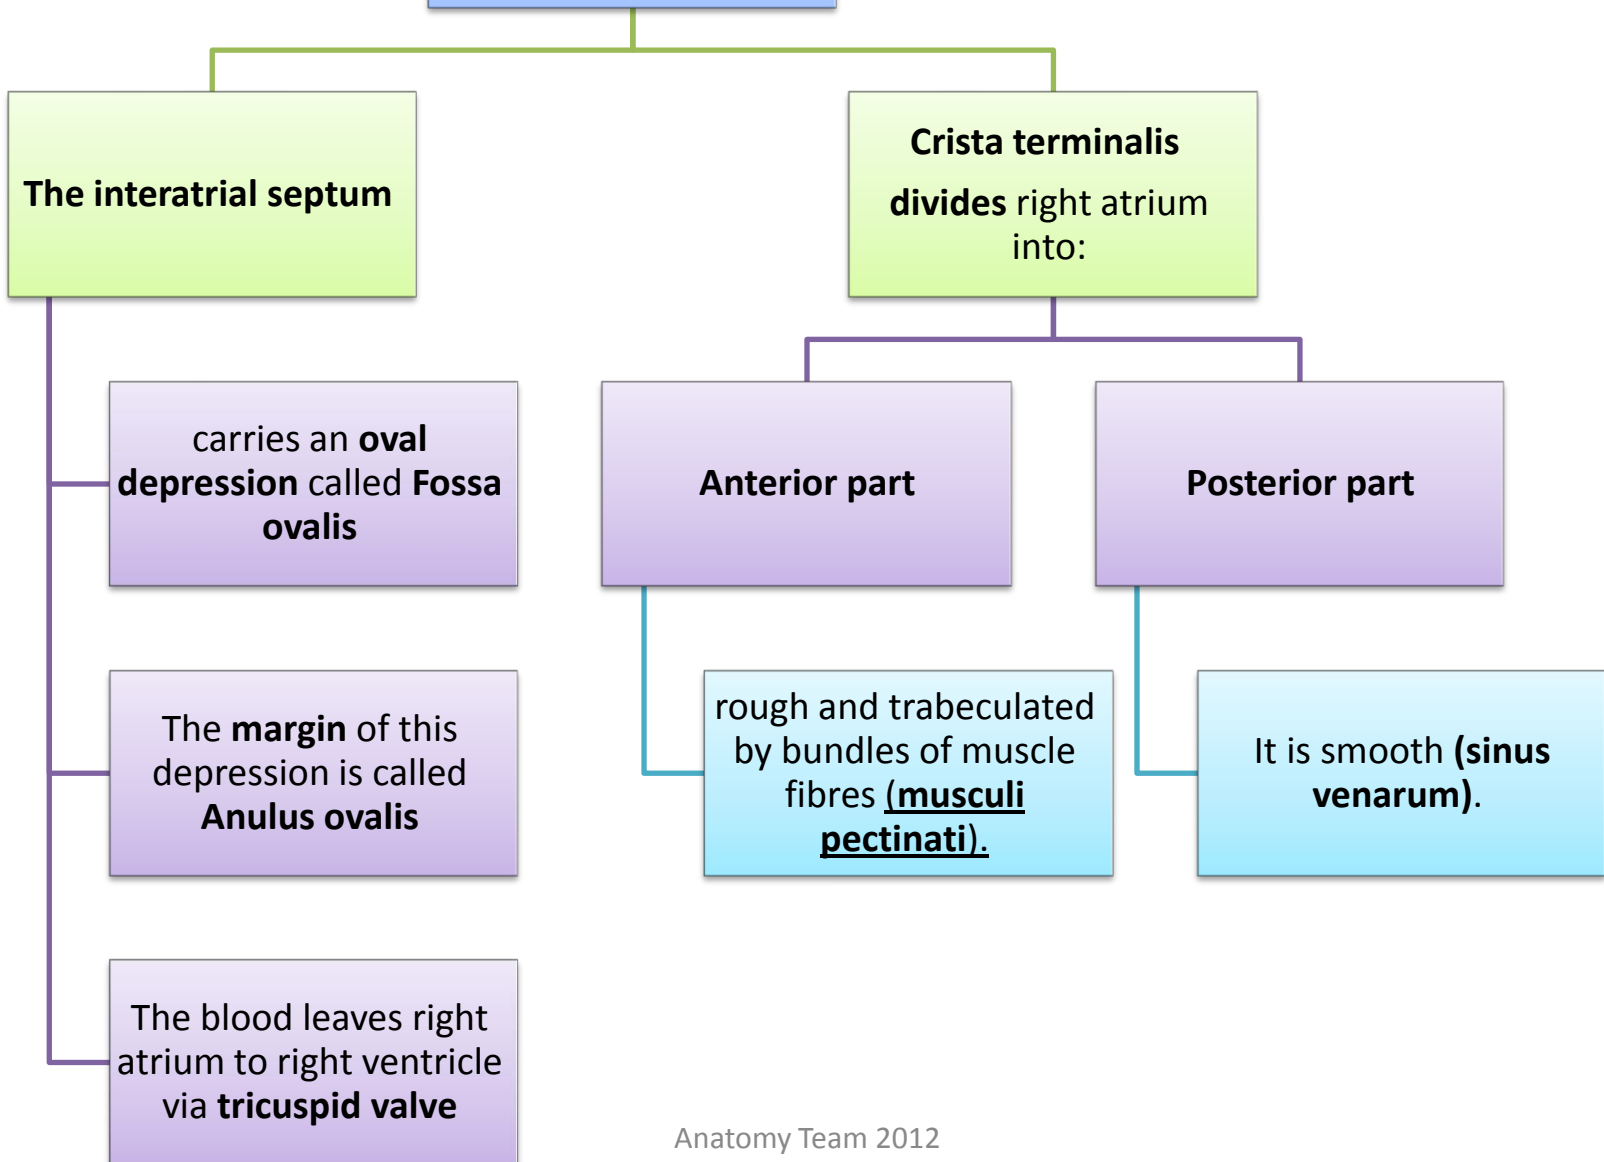 The interatrial septum
Crista terminalis
divides right atrium
into:
carries an oval
depression called Fossa
ovalis
Anterior part
Posterior part
The margin of this
depression is called
Anulus ovalis
rough and trabeculated
by bundles of muscle
fibres (musculi
pectinati).
It is smooth (sinus
venarum).
The blood leaves right
atrium to right ventricle
via tricuspid valve
Anatomy Team 2012